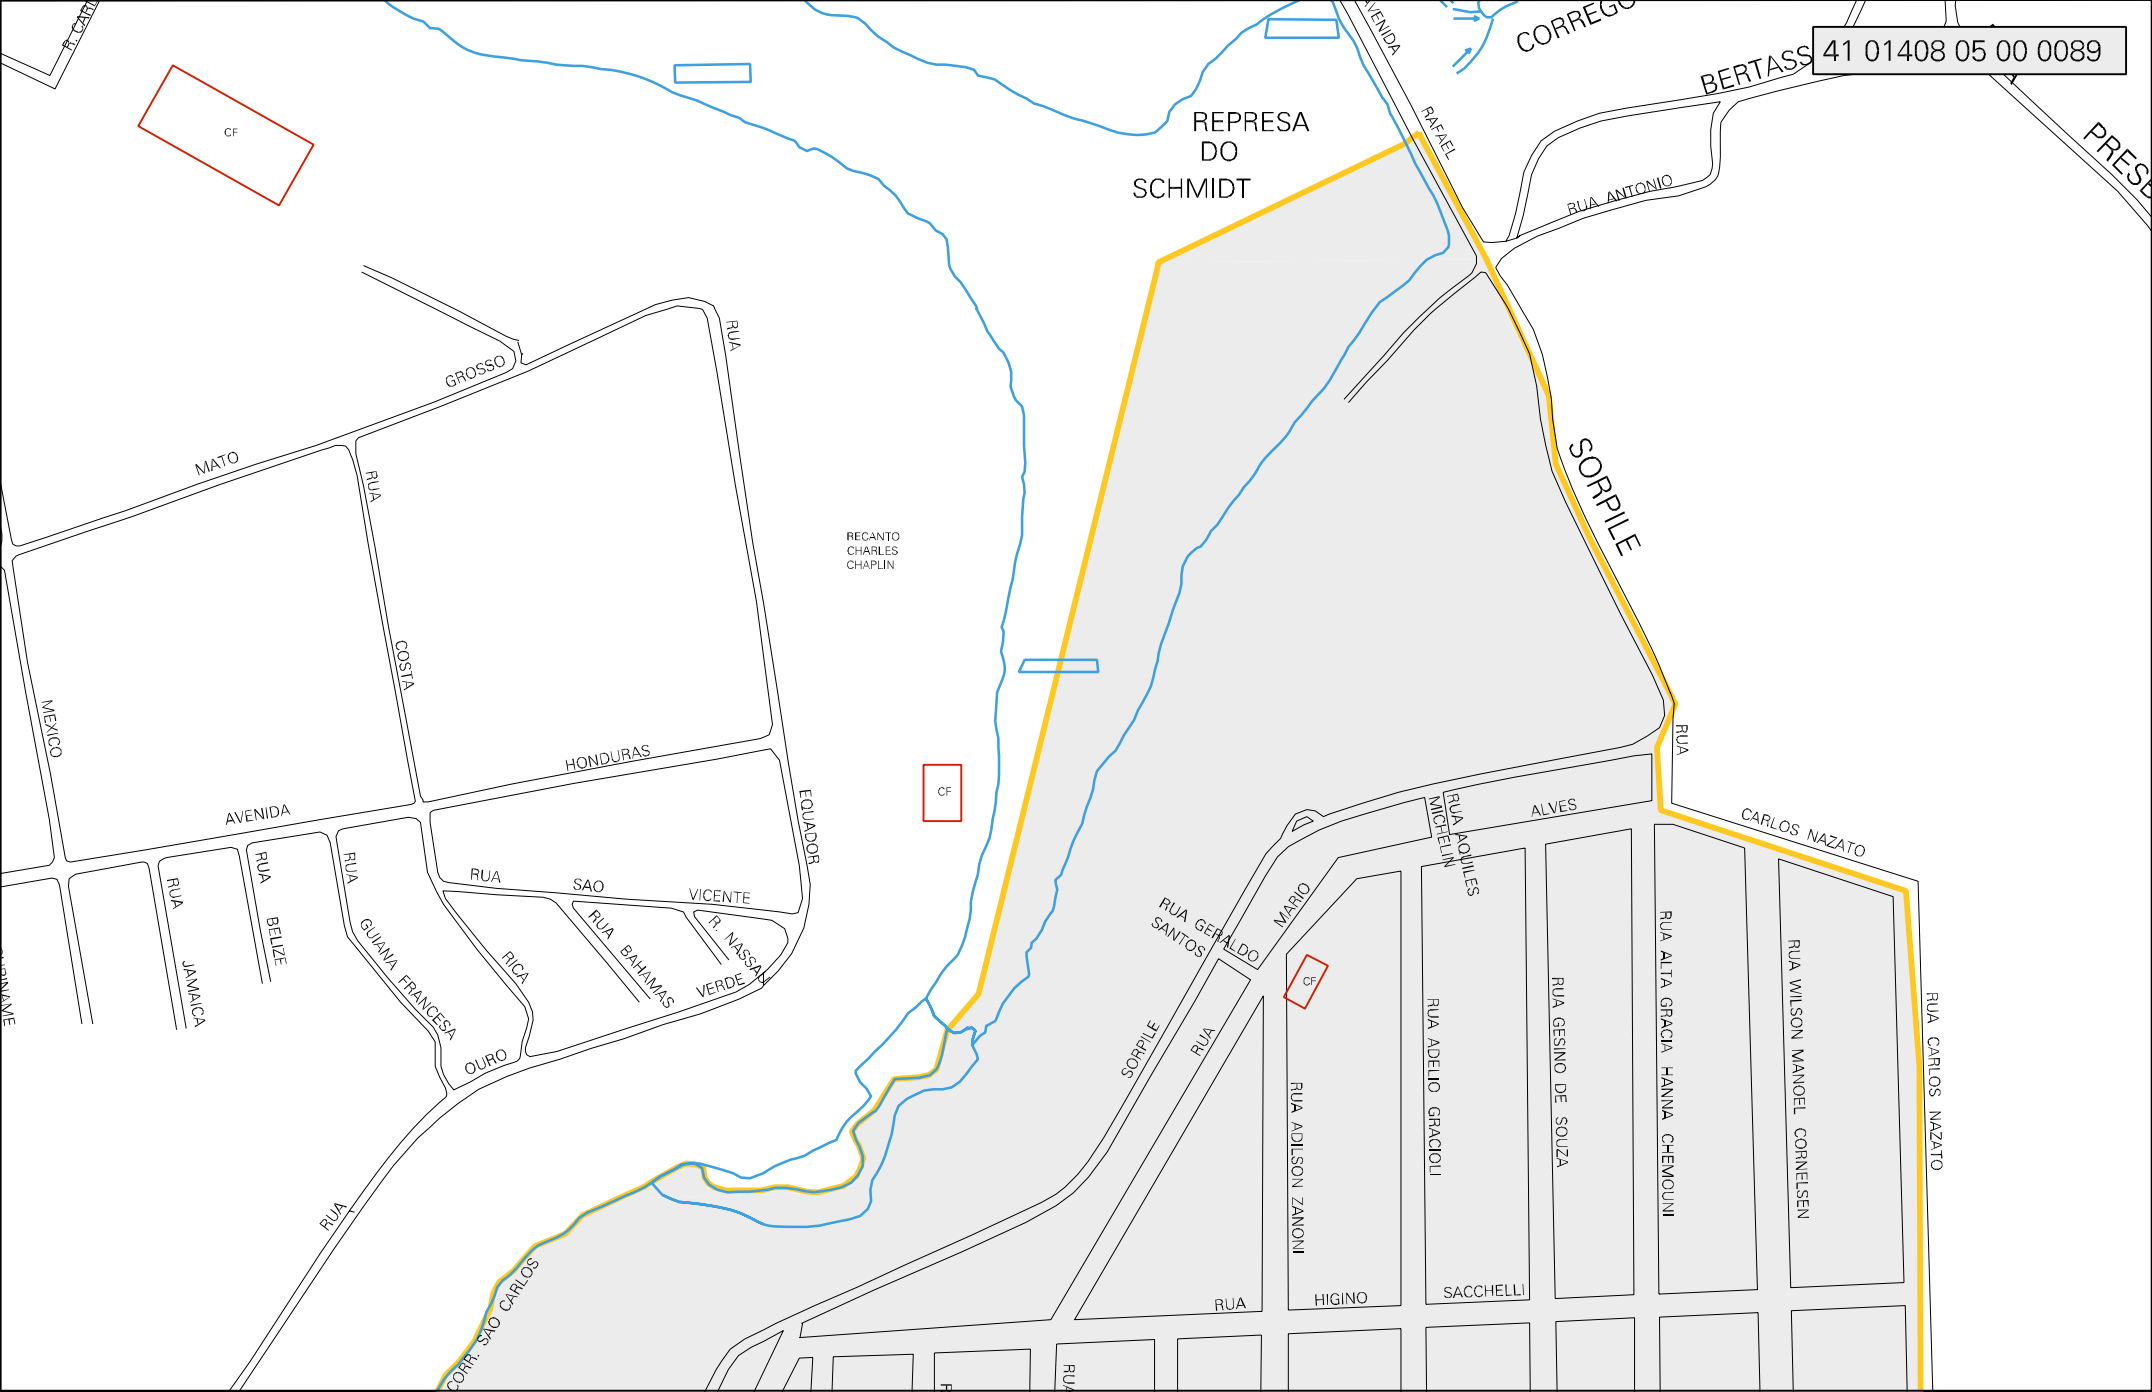 R. CARL
CF
AVENIDA
RAFAEL
CORREGO
BERTASS
41 01408 05 00 0089
PRESE
REPRESA
DO
SCHMIDT
RUA ANTONIO
SORPILE
GROSSO
MATO
RUA
RUA
COSTA
MEXICO
RECANTO
CHARLES
CHAPLIN
HONDURAS
AVENIDA
EQUADOR
CF
RUA
CARLOS NAZATO
ALVES
RUA AQUILES
MICHELIN
MARIO
RUA GERALDO
SANTOS
RUA SAO VICENTE
RUA
JAMAICA
RUA
BELIZE
RUA
GUIANA FRANCESA
RICA
RUA BAHAMAS
R. NASSAU
VERDE
OURO
RUA
SORPILE
RUA
CF
RUA ADILSON ZANONI
RUA ADELIO GRACIOLI
RUA GESINO DE SOUZA
RUA ALTA GRACIA HANNA CHEMOUNI
RUA WILSON MANOEL CORNELSEN
RUA CARLOS NAZATO
RUA HIGINO SACCHELLI
CORR. SAO CARLOS
RUA